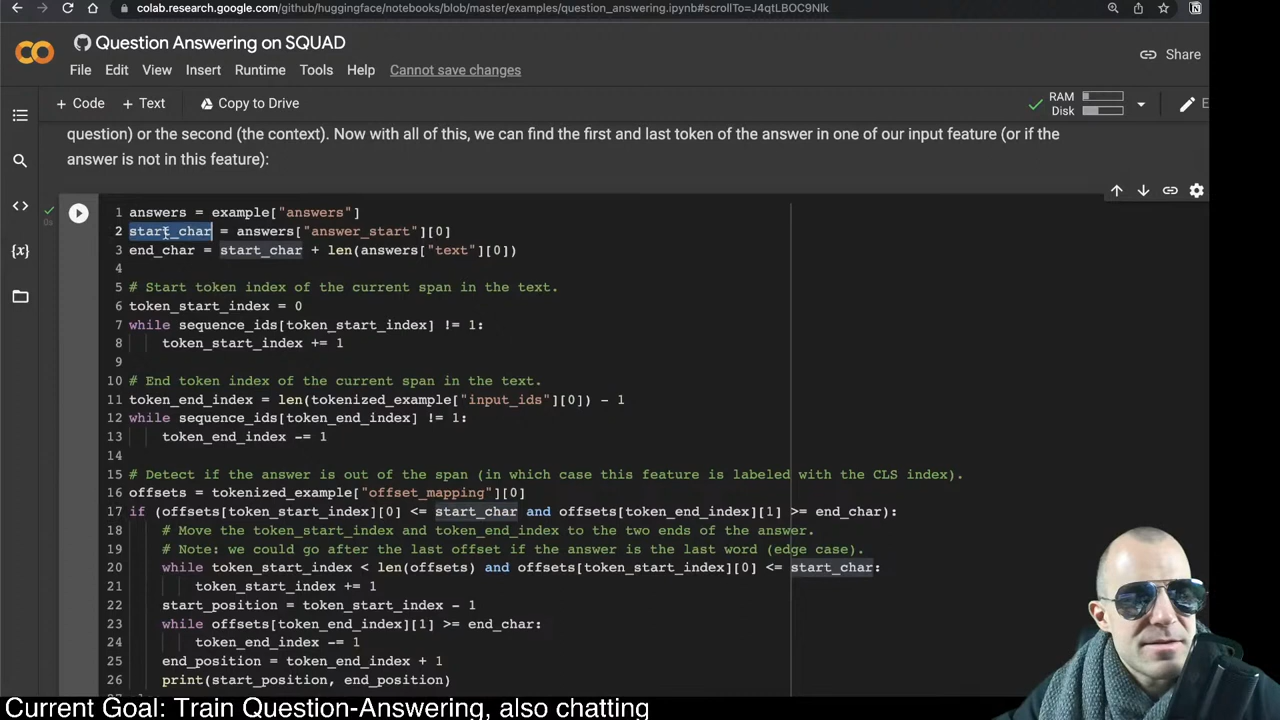 colab.research.google.com/github/huggingface/notebooks/blob/master/examples/question_answering.ipynb#scrollTo=J4qtLBOC9Nlk
Question Answering on SQUAD
File Edit View Insert Runtime Tools Help Cannot save changes
Share
+ Code + Text Copy to Drive
RAM
Disk
E
question) or the second (the context). Now with all of this, we can find the first and last token of the answer in one of our input feature (or if the
answer is not in this feature):
0s
1 answers = example["answers"]
2 start_char = answers["answer_start"][0]
3 end_char = start_char + len(answers["text"][0])
4
5 # Start token index of the current span in the text.
6 token_start_index = 0
7 while sequence_ids[token_start_index] != 1:
8 token_start_index += 1
9
10 # End token index of the current span in the text.
11 token_end_index = len(tokenized_example["input_ids"][0]) - 1
12 while sequence_ids[token_end_index] != 1:
13 token_end_index -= 1
14
15 # Detect if the answer is out of the span (in which case this feature is labeled with the CLS index).
16 offsets = tokenized_example["offset_mapping"][0]
17 if (offsets[token_start_index][0] <= start_char and offsets[token_end_index][1] >= end_char):
18 # Move the token_start_index and token_end_index to the two ends of the answer.
19 # Note: we could go after the last offset if the answer is the last word (edge case).
20 while token_start_index < len(offsets) and offsets[token_start_index][0] <= start_char:
21 token_start_index += 1
22 start_position = token_start_index - 1
23 while offsets[token_end_index][1] >= end_char:
24 token_end_index -= 1
25 end_position = token_end_index + 1
26 print(start_position, end_position)
Current Goal: Train Question-Answering, also chatting